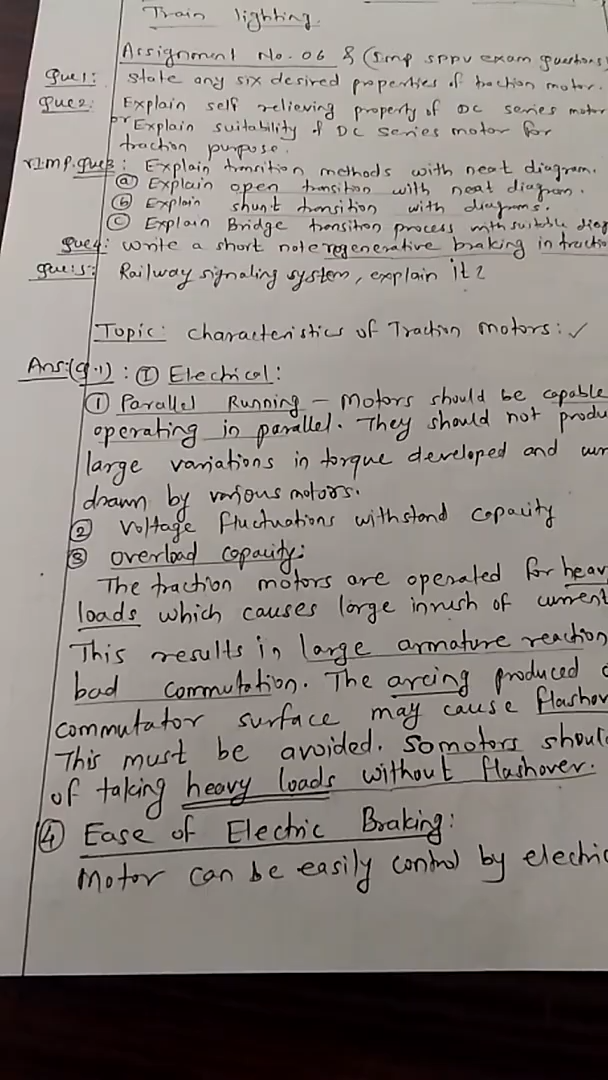 Train lighting.
Assignment No. 06 & (Simp SPPU exam questions)
Que1: State any six desired properties of traction motor.
Que2: Explain self relieving property of DC series motor
or Explain suitability of DC series motor for
traction purpose.
VIMP. Que3: Explain transition methods with neat diagram.
(a) Explain open transition with neat diagram.
(b) Explain shunt transition with diagrams.
(c) Explain Bridge transition process with suitable diag
Que4: Write a short note regenerative braking in tractio
Que:5: Railway signaling system, explain it?
Topic: Characteristics of Traction motors: ✓
Ans:(Q.1): (I) Electrical:
(1) Parallel Running – Motors should be capable
operating in parallel. They should not produ
large variations in torque developed and curr
drawn by various motors.
(2) Voltage fluctuations withstand capacity
(3) overload capacity:
The traction motors are operated for heav
loads which causes large inrush of current
This results in large armature reaction
bad commutation. The arcing produced o
commutator surface may cause flashov
This must be avoided. So motors shoul
of taking heavy loads without flashover.
(4) Ease of Electric Braking:
Motor can be easily control by electric